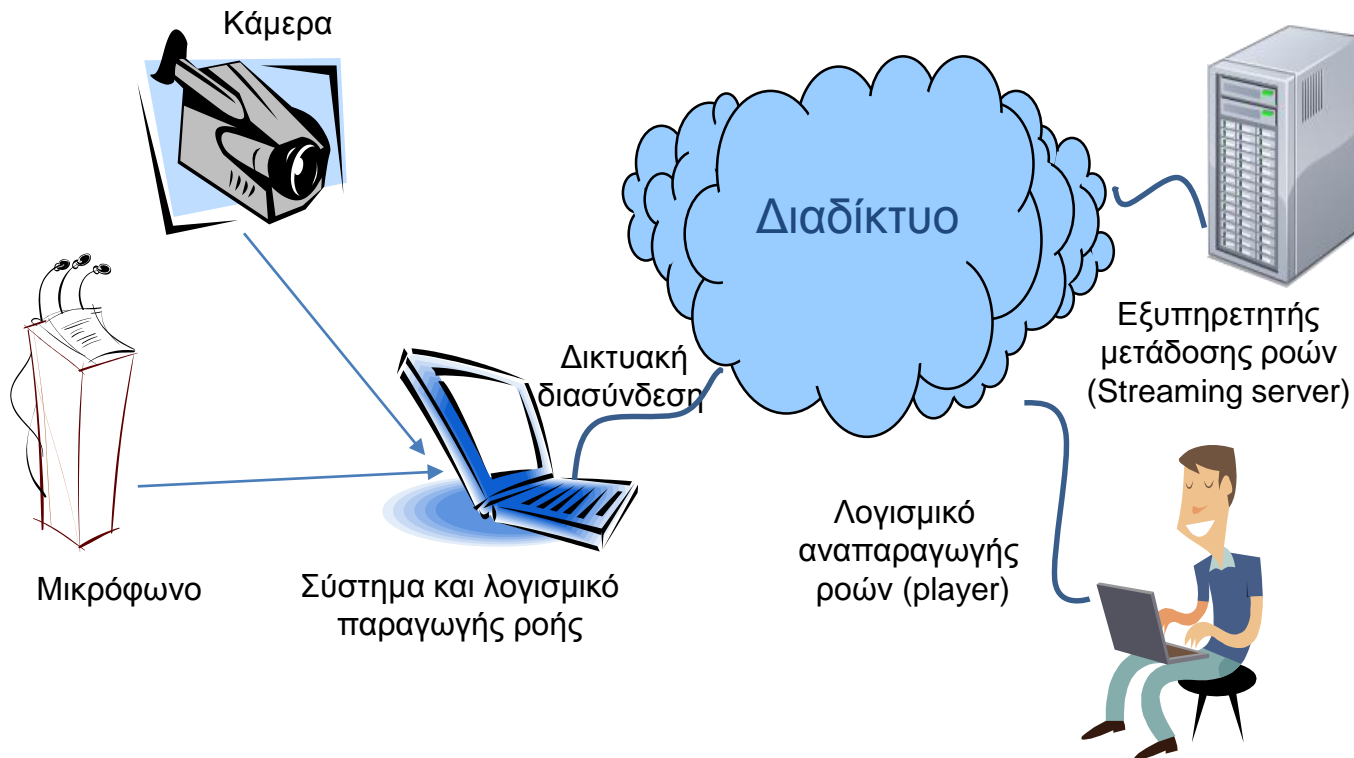 Κάμερα
Διαδίκτυο
Εξυπηρετητής
μετάδοσης ροών
(Streaming server)
Δικτυακή
διασύνδεση
Λογισμικό
αναπαραγωγής
ροών (player)
Μικρόφωνο
Σύστημα και λογισμικό
παραγωγής ροής